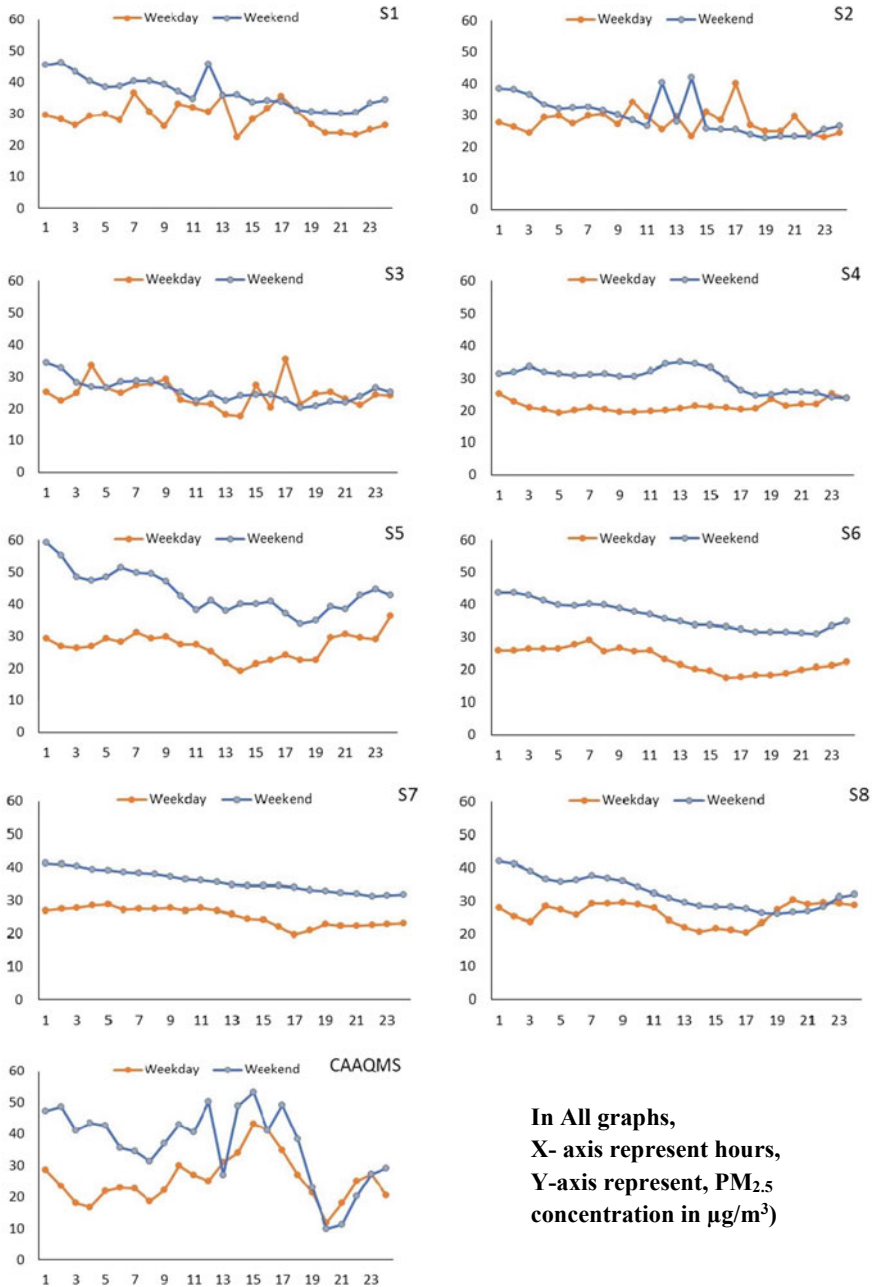 Weekday Weekend S1
60
50
40
30
20
10
0
1 3 5 7 9 11 13 15 17 19 21 23
Weekday Weekend S2
60
50
40
30
20
10
0
1 3 5 7 9 11 13 15 17 19 21 23
Weekday Weekend S3
60
50
40
30
20
10
0
1 3 5 7 9 11 13 15 17 19 21 23
Weekday Weekend S4
60
50
40
30
20
10
0
1 3 5 7 9 11 13 15 17 19 21 23
Weekday Weekend S5
60
50
40
30
20
10
0
1 3 5 7 9 11 13 15 17 19 21 23
Weekday Weekend S6
60
50
40
30
20
10
0
1 3 5 7 9 11 13 15 17 19 21 23
Weekday Weekend S7
60
50
40
30
20
10
0
1 3 5 7 9 11 13 15 17 19 21 23
Weekday Weekend S8
60
50
40
30
20
10
0
1 3 5 7 9 11 13 15 17 19 21 23
Weekday Weekend CAAQMS
60
50
40
30
20
10
0
1 3 5 7 9 11 13 15 17 19 21 23
In All graphs,
X- axis represent hours,
Y-axis represent, PM2.5
concentration in µg/m³)